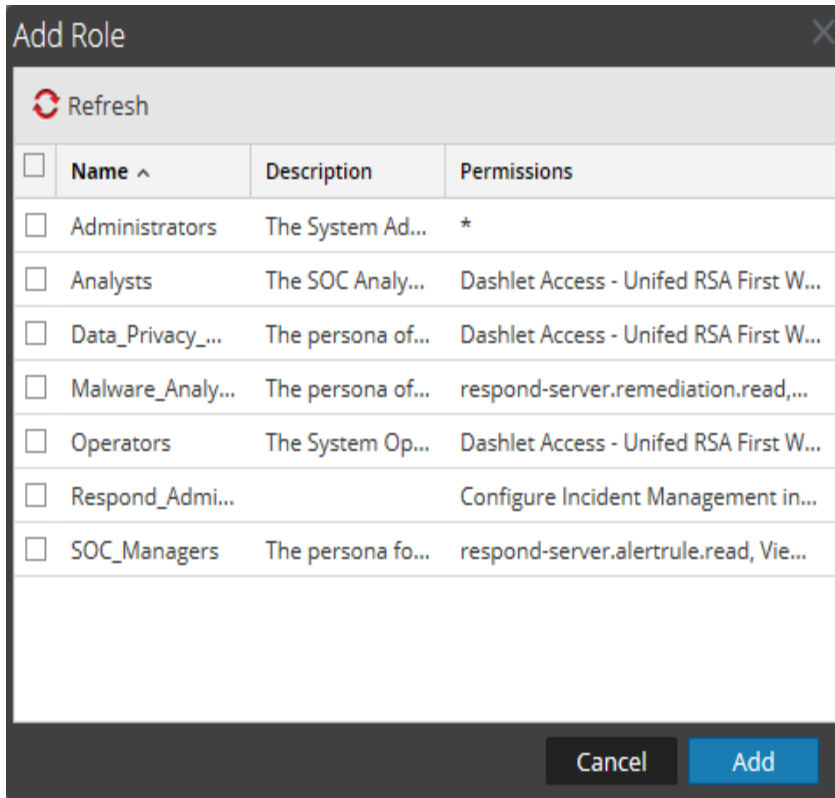 Add Role
Refresh
Name Description Permissions
Administrators The System Ad... *
Analysts The SOC Analy... Dashlet Access - Unifed RSA First W...
Data_Privacy_... The persona of... Dashlet Access - Unifed RSA First W...
Malware_Analy... The persona of... respond-server.remediation.read,...
Operators The System Op... Dashlet Access - Unifed RSA First W...
Respond_Admi... Configure Incident Management in...
SOC_Managers The persona fo... respond-server.alertrule.read, Vie...
Cancel Add